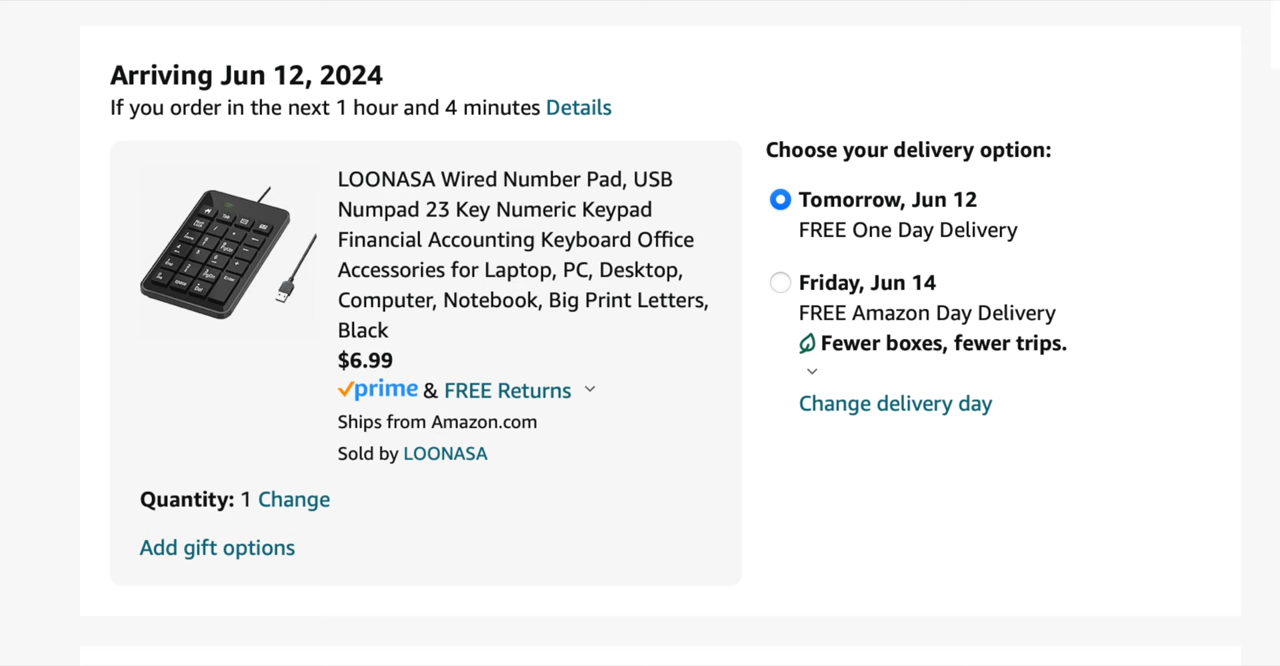 Arriving Jun 12, 2024
If you order in the next 1 hour and 4 minutes Details
LOONASA Wired Number Pad, USB
Numpad 23 Key Numeric Keypad
Financial Accounting Keyboard Office
Accessories for Laptop, PC, Desktop,
Computer, Notebook, Big Print Letters,
Black
$6.99
prime & FREE Returns
Ships from Amazon.com
Sold by LOONASA
Quantity: 1 Change
Add gift options
Choose your delivery option:
Tomorrow, Jun 12
FREE One Day Delivery
Friday, Jun 14
FREE Amazon Day Delivery
Fewer boxes, fewer trips.
Change delivery day